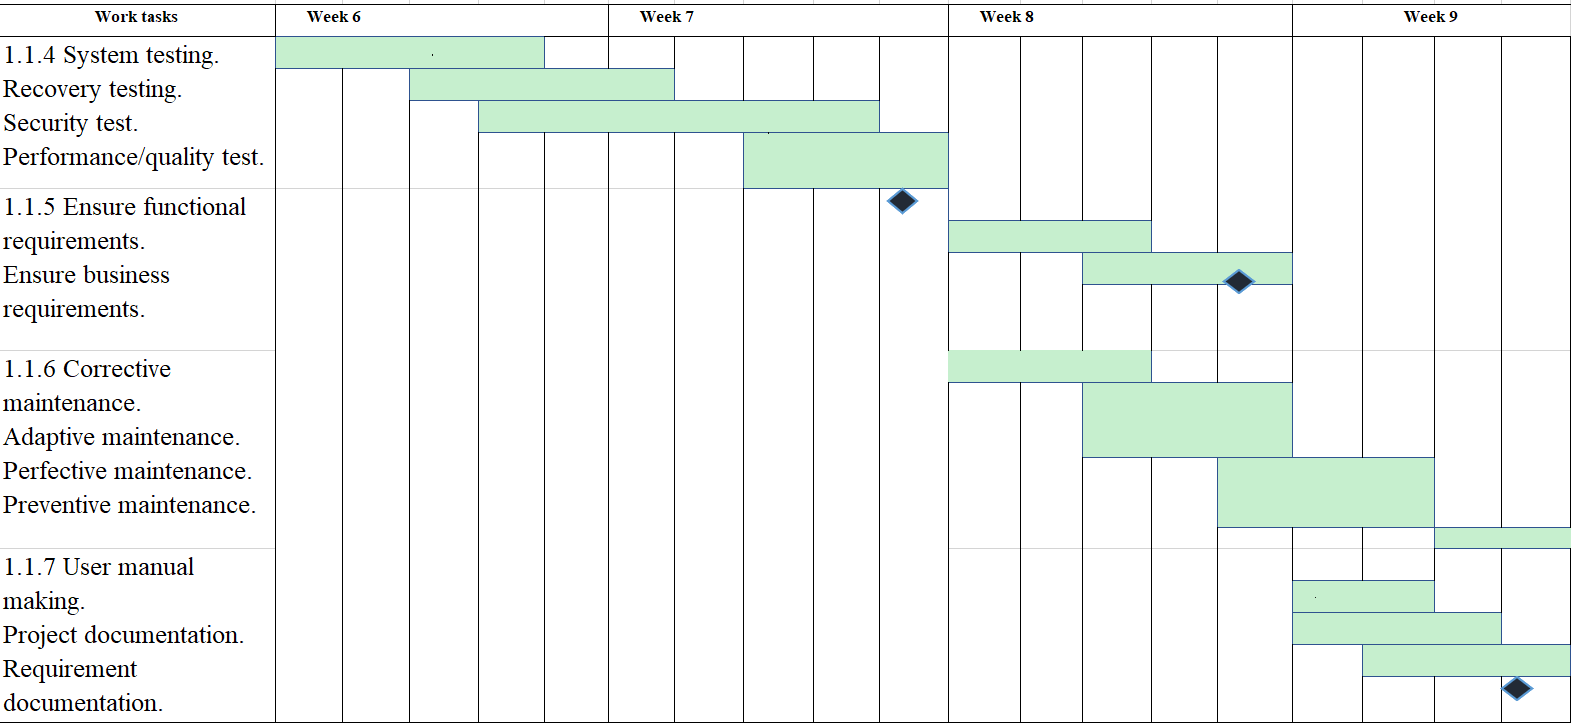 Work tasks
Week 6
Week 7
Week 8
Week 9
1.1.4 System testing.
Recovery testing.
Security test.
Performance/quality test.
1.1.5 Ensure functional
requirements.
Ensure business
requirements.
1.1.6 Corrective
maintenance.
Adaptive maintenance.
Perfective maintenance.
Preventive maintenance.
1.1.7 User manual
making.
Project documentation.
Requirement
documentation.